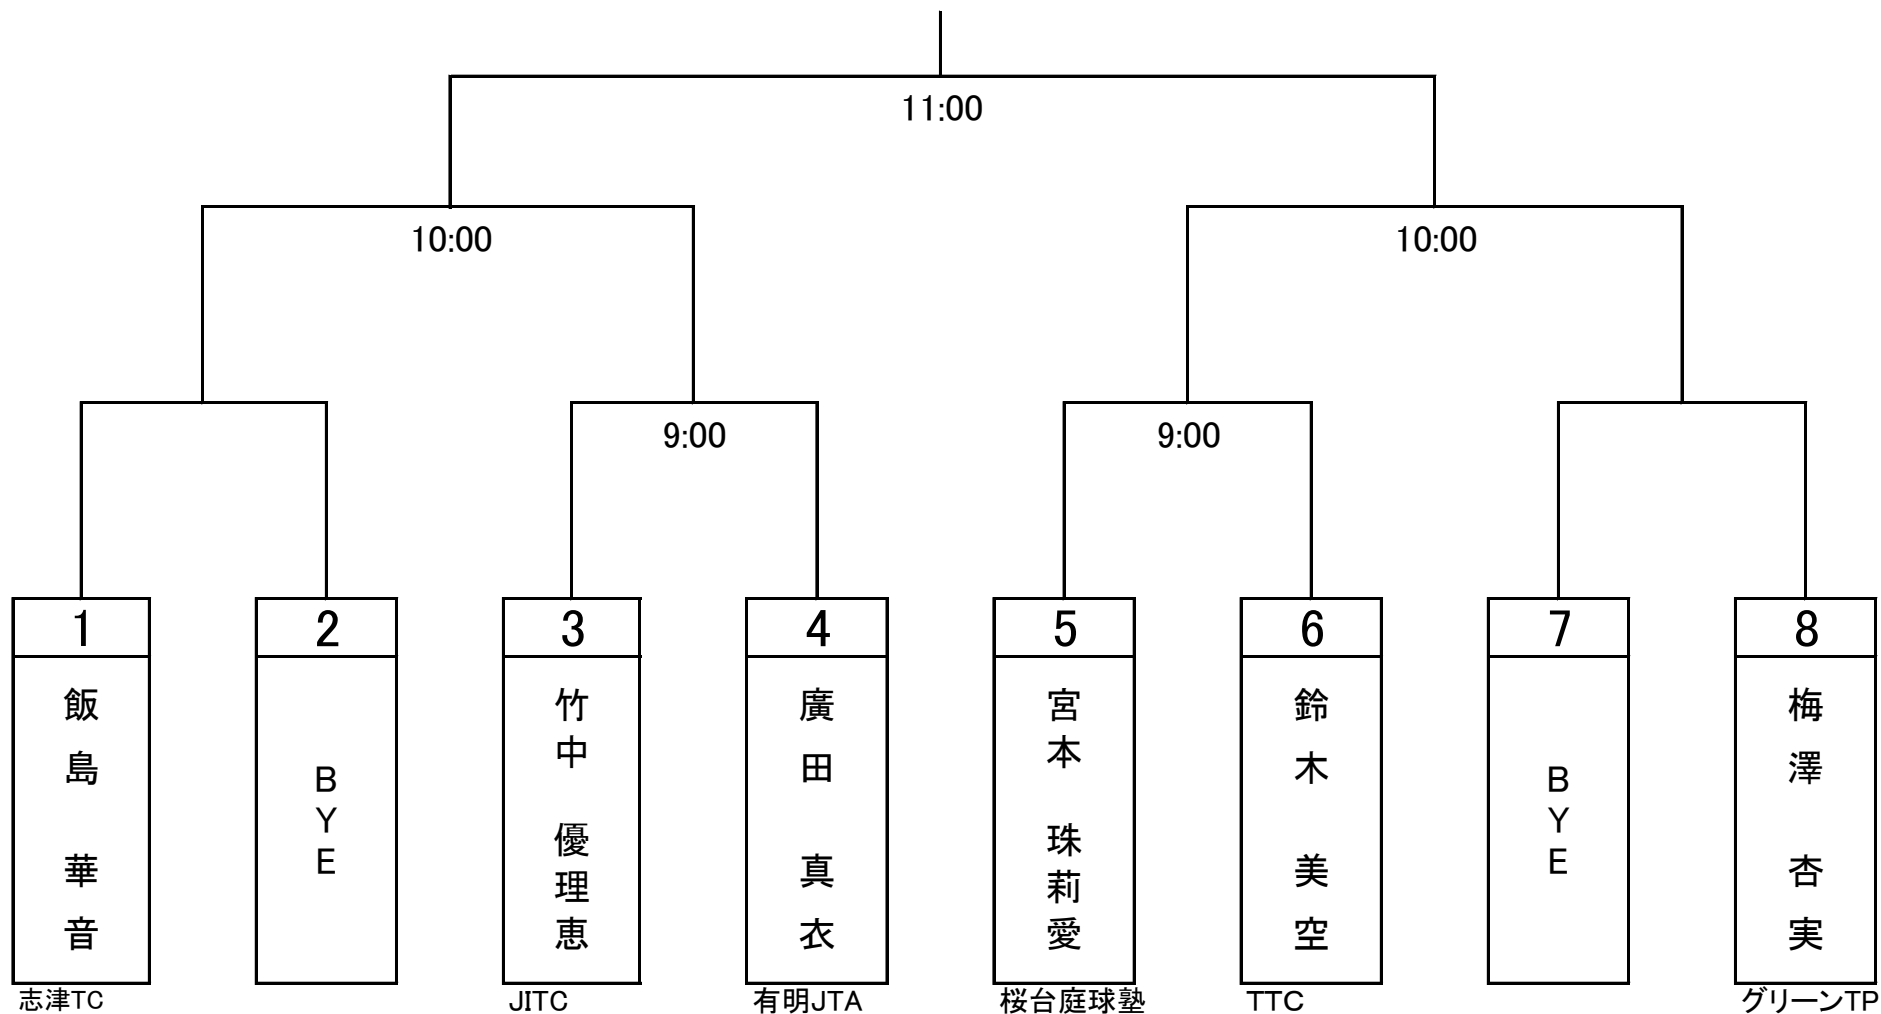 11:00
10:00
10:00
9:00
9:00
1
2
3
4
5
6
7
8
飯島 華音
BYE
竹中 優理恵
廣田 真衣
宮本 珠莉愛
鈴木 美空
BYE
梅澤 杏実
志津TC
JITC
有明JTA
桜台庭球塾
TTC
グリーンTP